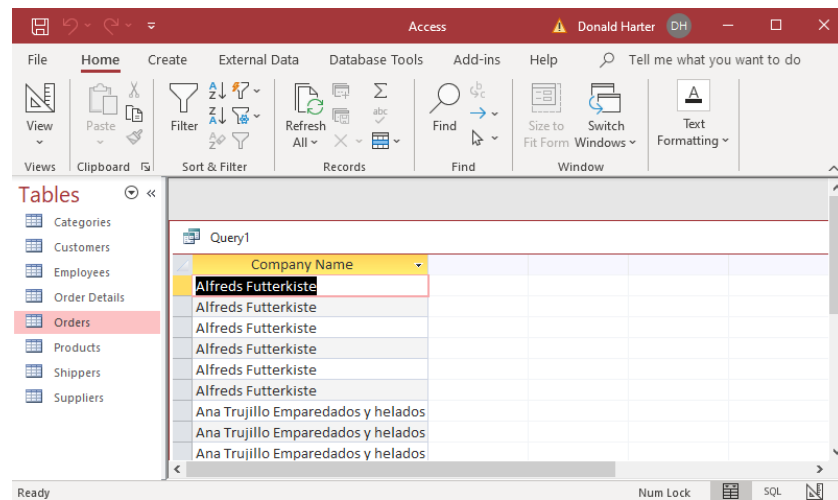 Access
Donald Harter DH
File Home Create External Data Database Tools Add-ins Help Tell me what you want to do
View
Paste
Filter
Refresh
All
abc
Find
Size to
Fit Form
Switch
Windows
A
Text
Formatting
Views Clipboard Sort & Filter Records Find Window
Tables
Categories
Customers
Employees
Order Details
Orders
Products
Shippers
Suppliers
Query1
Company Name
Alfreds Futterkiste
Alfreds Futterkiste
Alfreds Futterkiste
Alfreds Futterkiste
Alfreds Futterkiste
Alfreds Futterkiste
Ana Trujillo Emparedados y helados
Ana Trujillo Emparedados y helados
Ana Trujillo Emparedados y helados
Ready Num Lock SQL